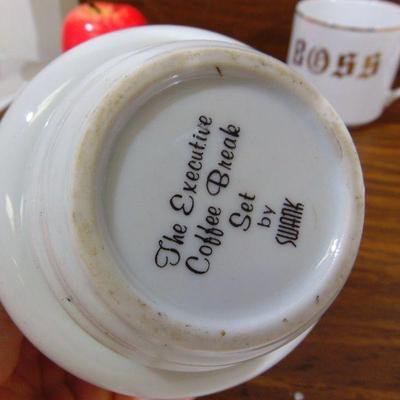 The Executive
Coffee Break
Set
by
SWANK
BOSS